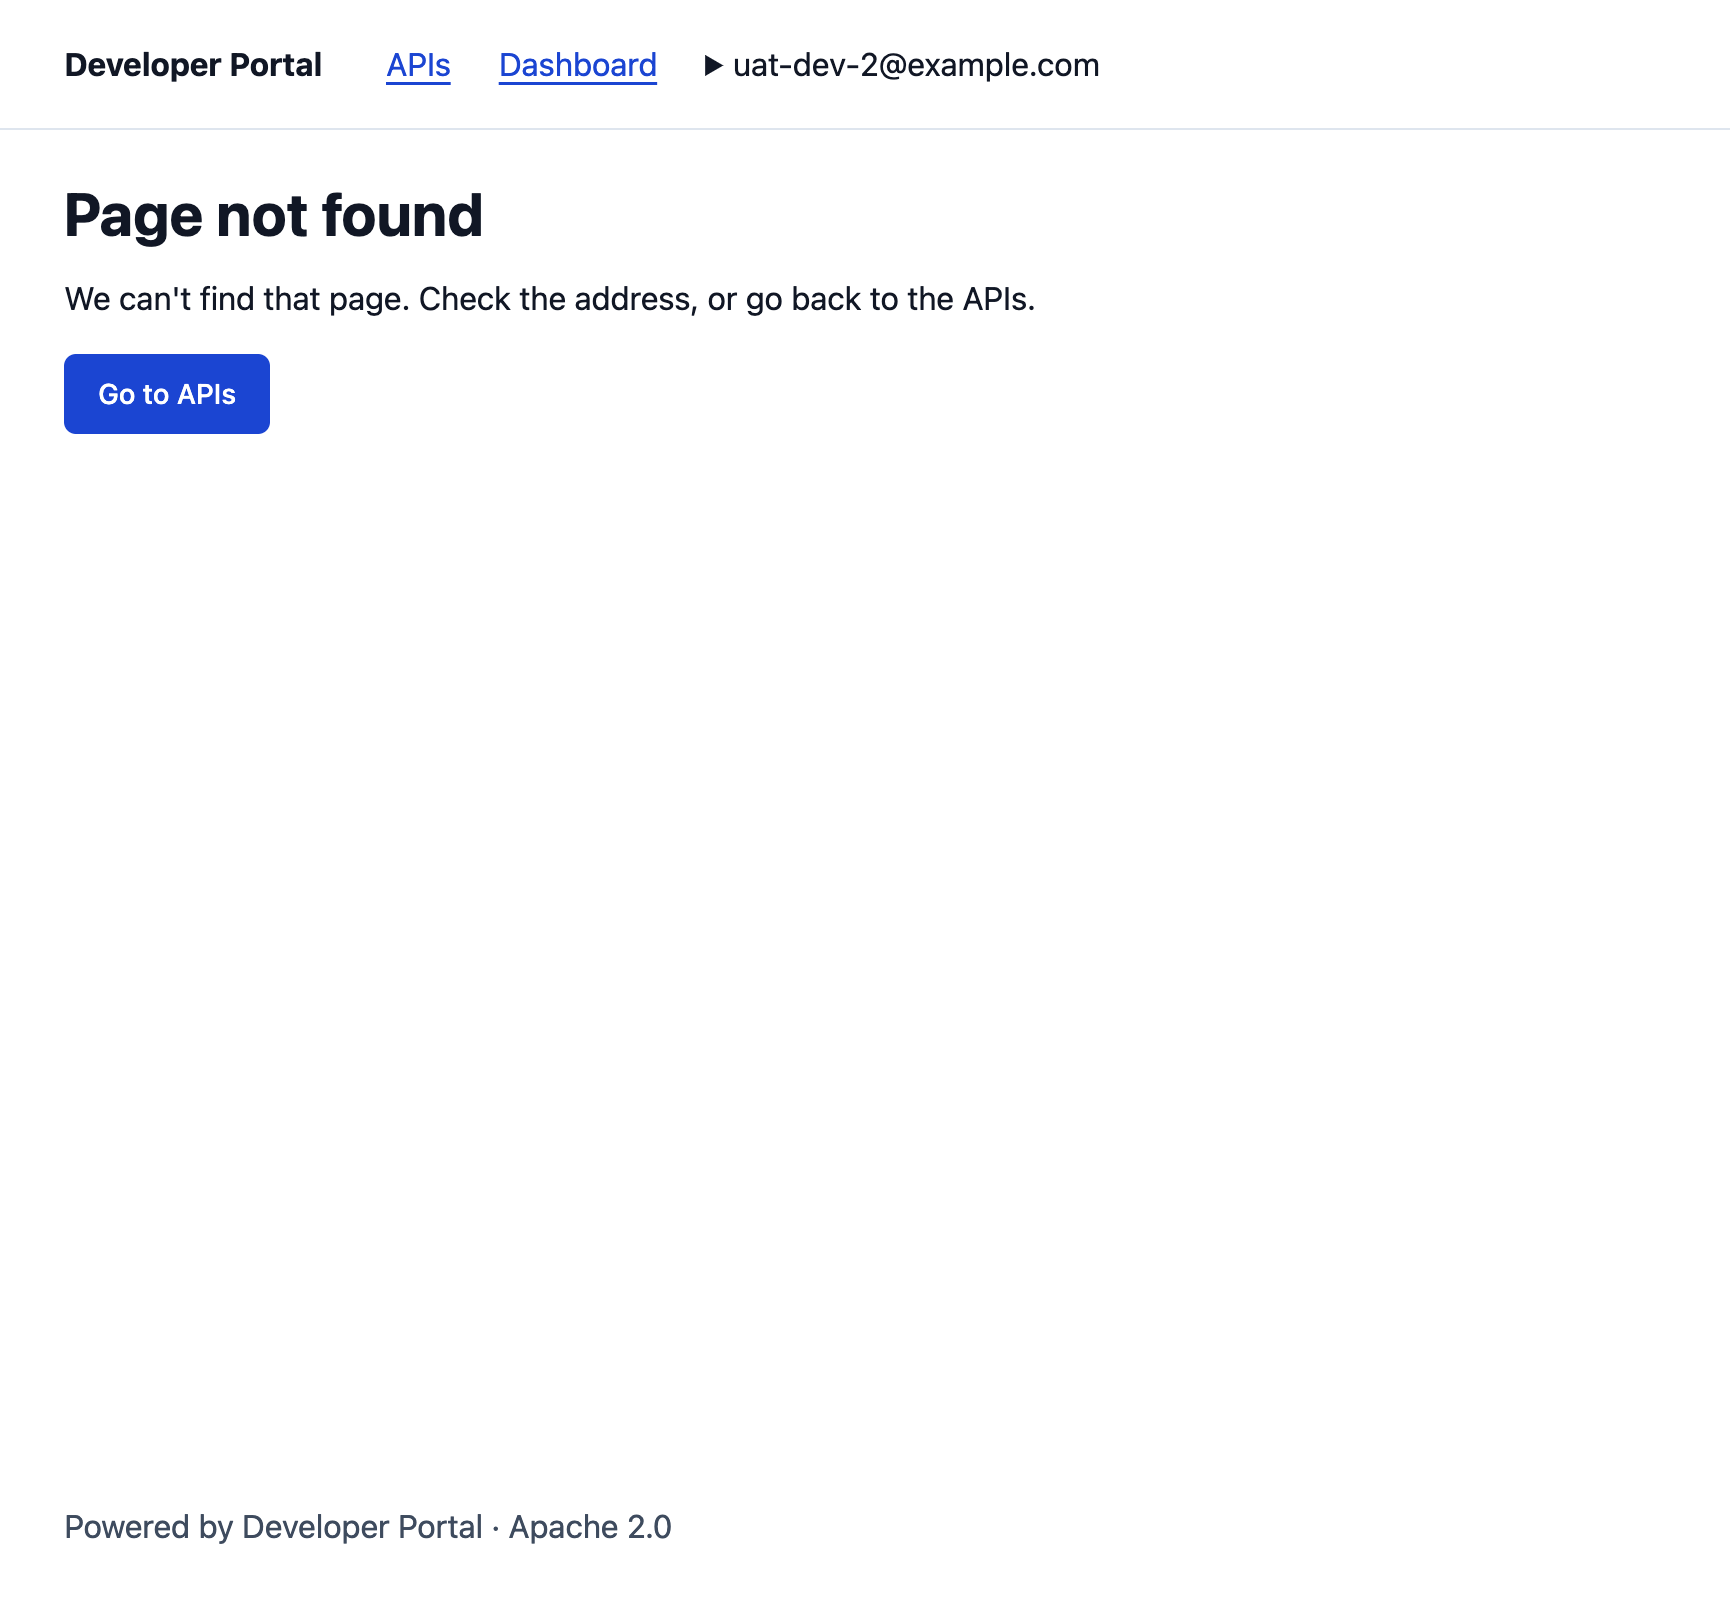 Developer Portal APIs Dashboard ▶ uat-dev-2@example.com
Page not found
We can't find that page. Check the address, or go back to the APIs.
Go to APIs
Powered by Developer Portal · Apache 2.0